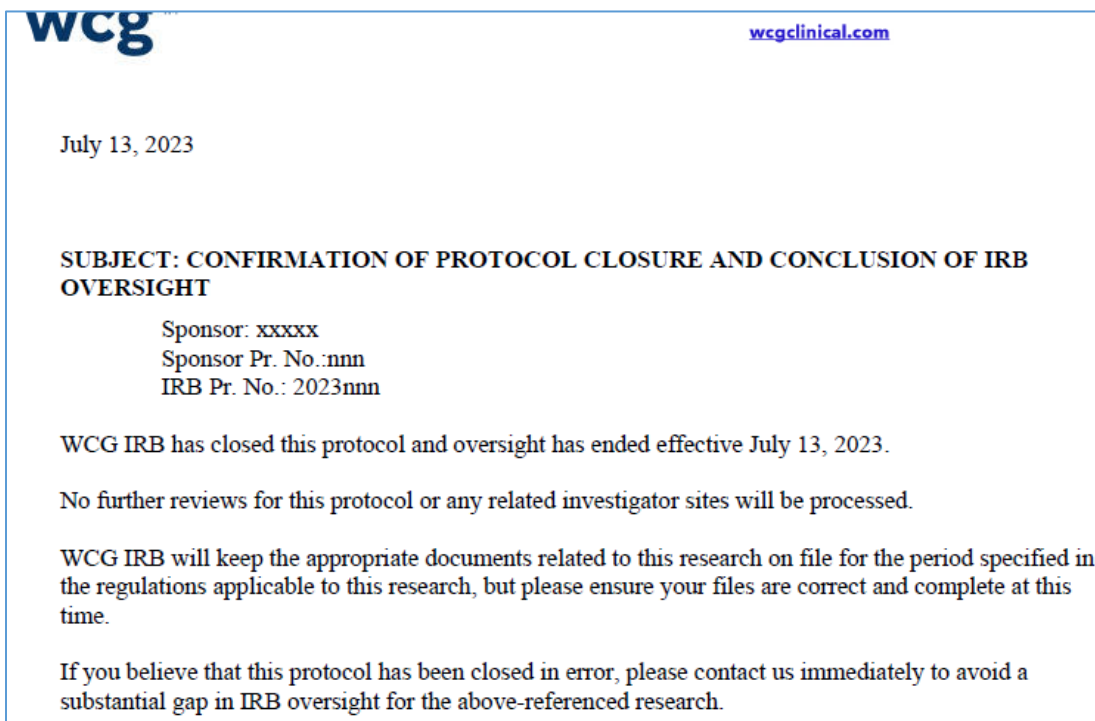 wcg
wcgclinical.com
July 13, 2023
SUBJECT: CONFIRMATION OF PROTOCOL CLOSURE AND CONCLUSION OF IRB
OVERSIGHT
Sponsor: xxxxx
Sponsor Pr. No.:nnn
IRB Pr. No.: 2023nnn
WCG IRB has closed this protocol and oversight has ended effective July 13, 2023.
No further reviews for this protocol or any related investigator sites will be processed.
WCG IRB will keep the appropriate documents related to this research on file for the period specified in
the regulations applicable to this research, but please ensure your files are correct and complete at this
time.
If you believe that this protocol has been closed in error, please contact us immediately to avoid a
substantial gap in IRB oversight for the above-referenced research.